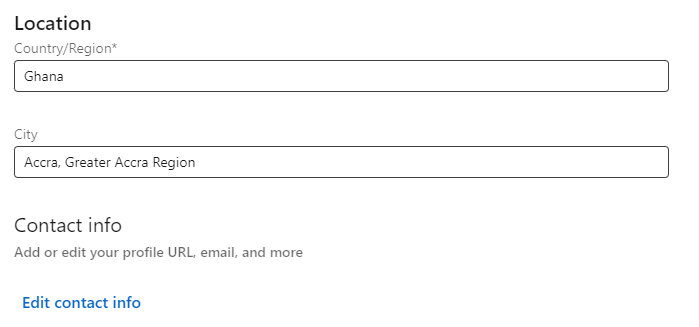 Location
Country/Region*
Ghana
City
Accra, Greater Accra Region
Contact info
Add or edit your profile URL, email, and more
Edit contact info